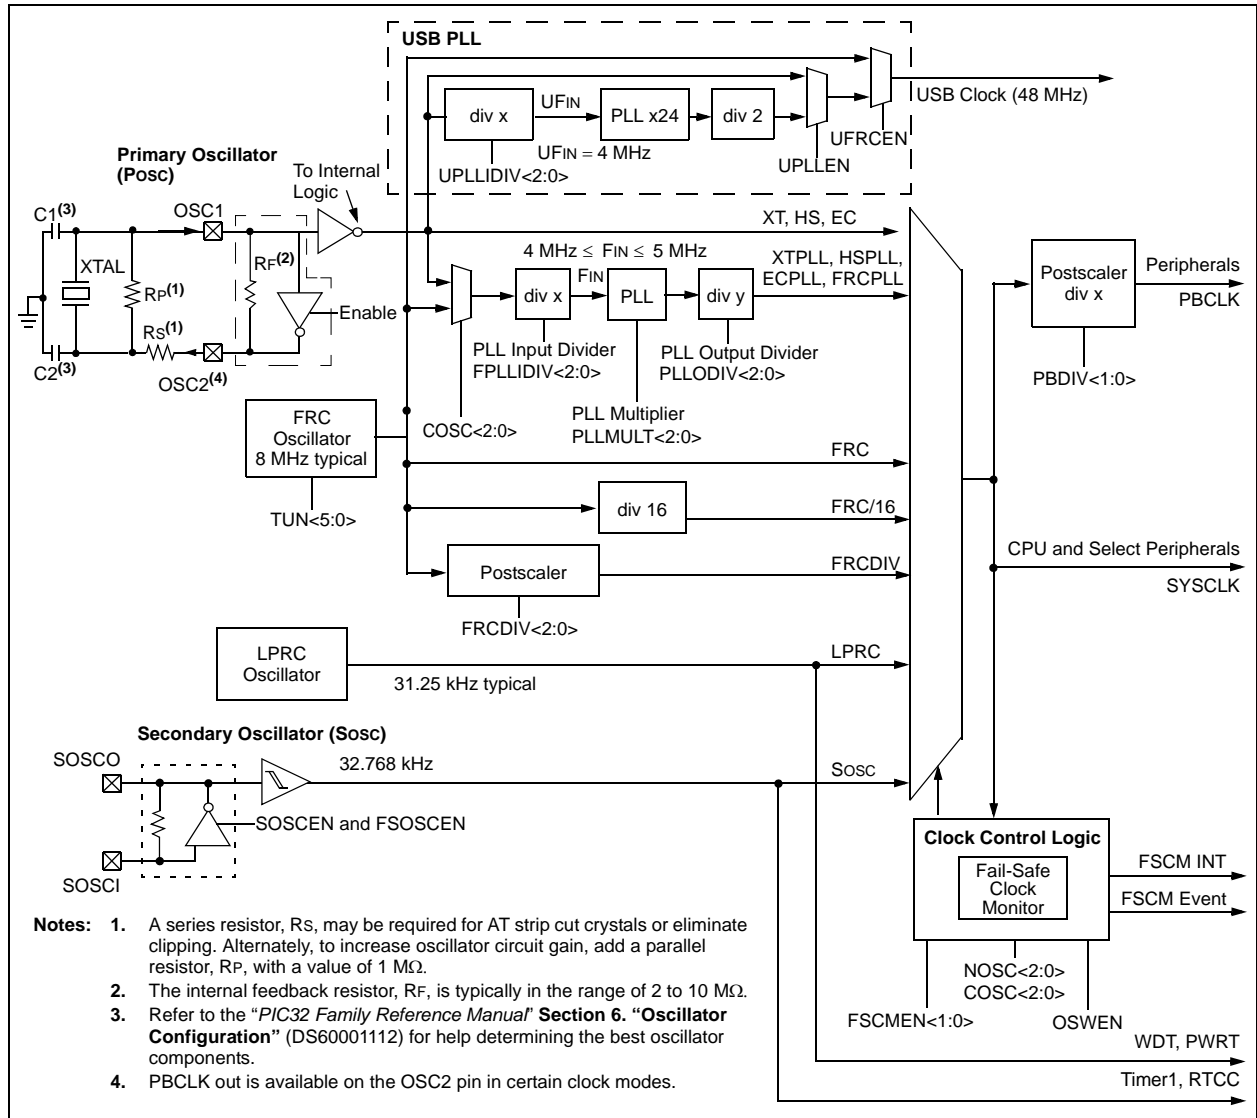 USB PLL
USB Clock (48 MHz)
div x
UFIN
PLL x24
div 2
UFIN = 4 MHz
UFRCEN
UPLLEN
UPLLIDIV<2:0>
Primary Oscillator
(POSC)
To Internal
Logic
C1(3)
OSC1
XTAL
RF(2)
RP(1)
Enable
RS(1)
C2(3)
OSC2(4)
XT, HS, EC
4 MHz ≤ FIN ≤ 5 MHz
XTPLL, HSPLL,
ECPLL, FRCPLL
div x
FIN
PLL
div y
PLL Input Divider
FPLLIDIV<2:0>
PLL Output Divider
PLLODIV<2:0>
COSC<2:0>
PLL Multiplier
PLLMULT<2:0>
Postscaler
div x
Peripherals
PBCLK
PBDIV<1:0>
FRC
Oscillator
8 MHz typical
TUN<5:0>
FRC
div 16
FRC/16
Postscaler
FRCDIV
FRCDIV<2:0>
CPU and Select Peripherals
SYSCLK
LPRC
Oscillator
31.25 kHz typical
LPRC
Secondary Oscillator (SOSC)
SOSCO
32.768 kHz
SOSC
SOSCEN and FSOSCEN
SOSCI
Clock Control Logic
Fail-Safe
Clock
Monitor
FSCM INT
FSCM Event
NOSC<2:0>
COSC<2:0>
FSCMEN<1:0>
OSWEN
WDT, PWRT
Timer1, RTCC
Notes: 1. A series resistor, RS, may be required for AT strip cut crystals or eliminate
clipping. Alternately, to increase oscillator circuit gain, add a parallel
resistor, RP, with a value of 1 MΩ.
2. The internal feedback resistor, RF, is typically in the range of 2 to 10 MΩ.
3. Refer to the “PIC32 Family Reference Manual” Section 6. “Oscillator
Configuration” (DS60001112) for help determining the best oscillator
components.
4. PBCLK out is available on the OSC2 pin in certain clock modes.